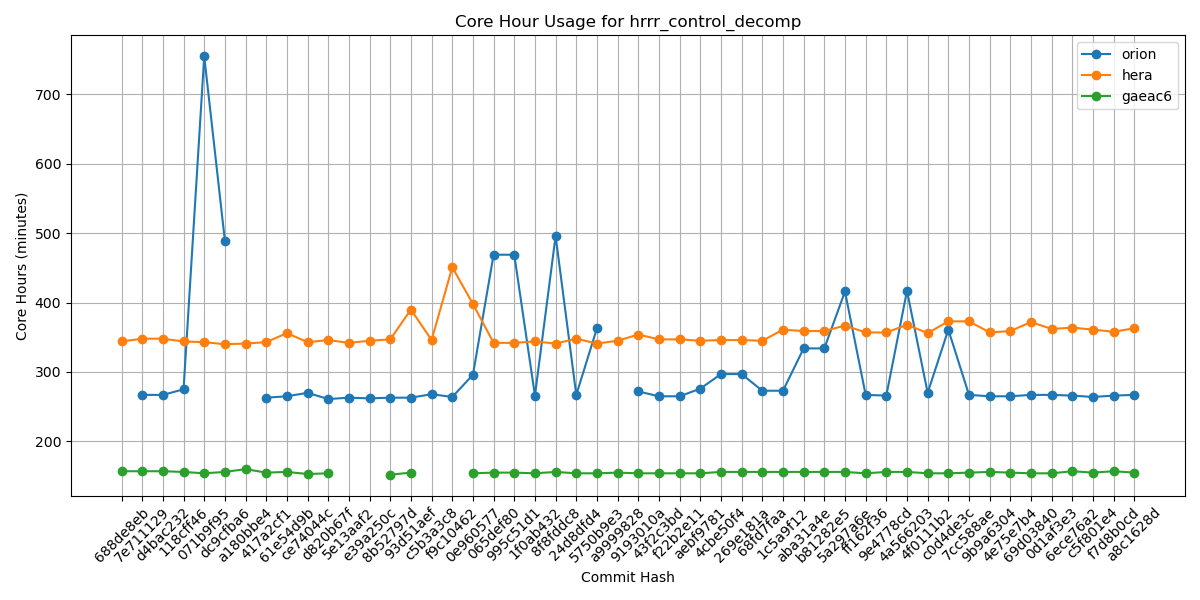 Core Hour Usage for hrrr_control_decomp
orion
hera
gaeac6
Core Hours (minutes)
700
600
500
400
300
200
688de8eb
7e711129
d4bac232
118cff46
071b9f95
dc9cfba6
a180bbe4
417a2cf1
61e54d9b
ce74044c
d820b67f
5e13aaf2
e39a250c
8b52797d
93d51aef
c5b3a3c8
f9c10462
0e960577
065def80
995c51d1
1f0ab432
8f8fddc8
24d8dfd4
5750b9e3
a9999828
9193010a
43f253bd
f22b2e11
aebf9781
4cbe50f4
269e181a
68fd7faa
1c5a9f12
aba31a4e
b81282e5
5a297a6e
ff162f36
9e4778cd
4a566203
4f011b2
c0d4de3c
7cc588ae
9b9a6304
4e75e7b4
69d03840
0d1af3e3
6ece76a2
c5f801e4
f7d8b0cd
a8c1628d
Commit Hash